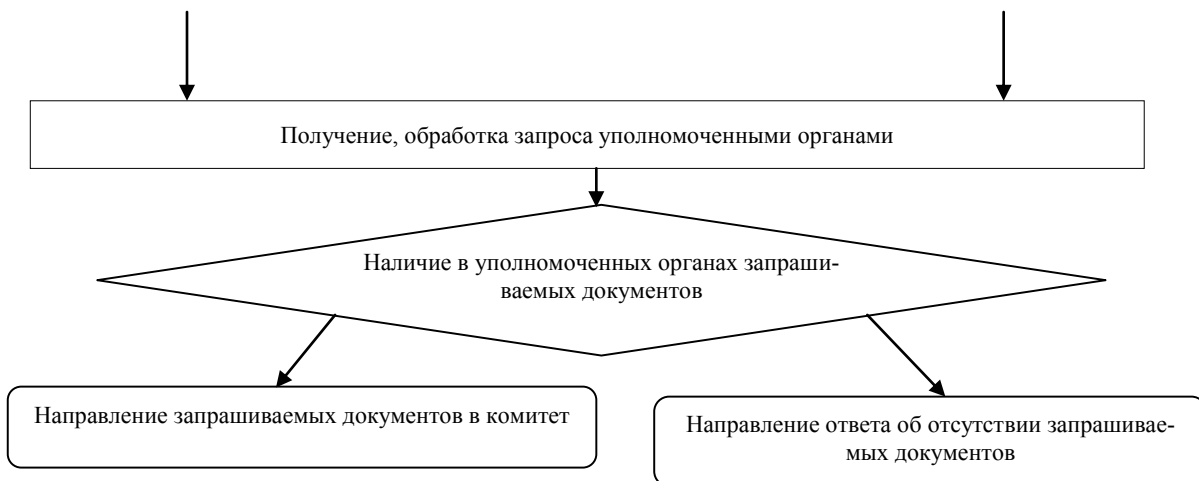 Получение, обработка запроса уполномоченными органами
Наличие в уполномоченных органах запраши-
ваемых документов
Направление запрашиваемых документов в комитет
Направление ответа об отсутствии запрашивае-
мых документов